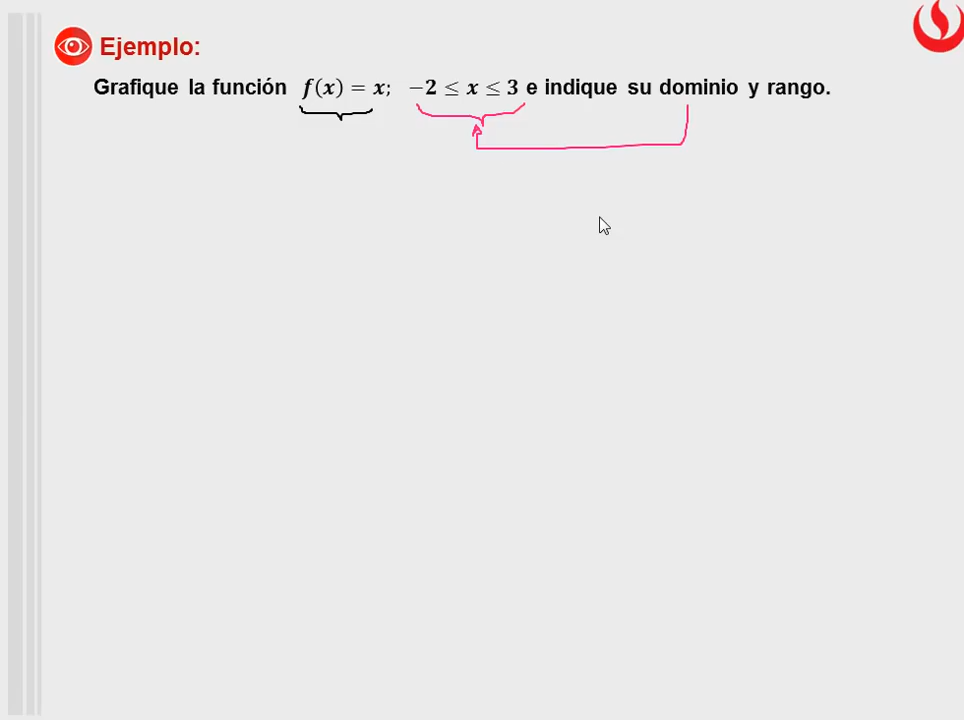 Ejemplo:
Grafique la función f(x) = x; −2 ≤ x ≤ 3 e indique su dominio y rango.